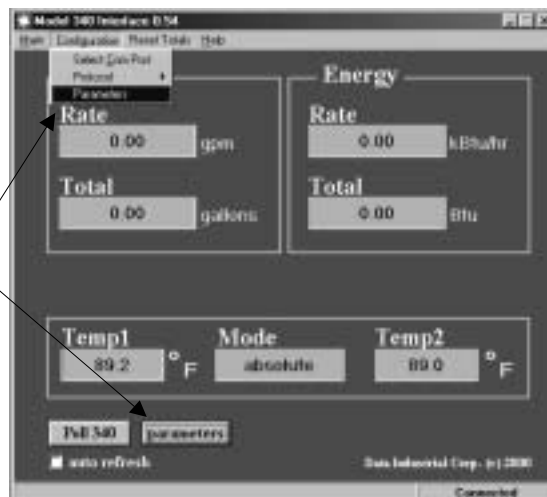 Model 340 Interface 0.54
Main Configuration Reset Totals Help
Select Com Port
Protocol
Parameters
Energy
Rate
0.00 gpm
Rate
0.00 kBtu/hr
Total
0.00 gallons
Total
0.00 Btu
Temp1
89.2 °F
Mode
absolute
Temp2
89.0 °F
Poll 340
parameters
auto refresh
Data Industrial Corp. (c) 2000
Connected